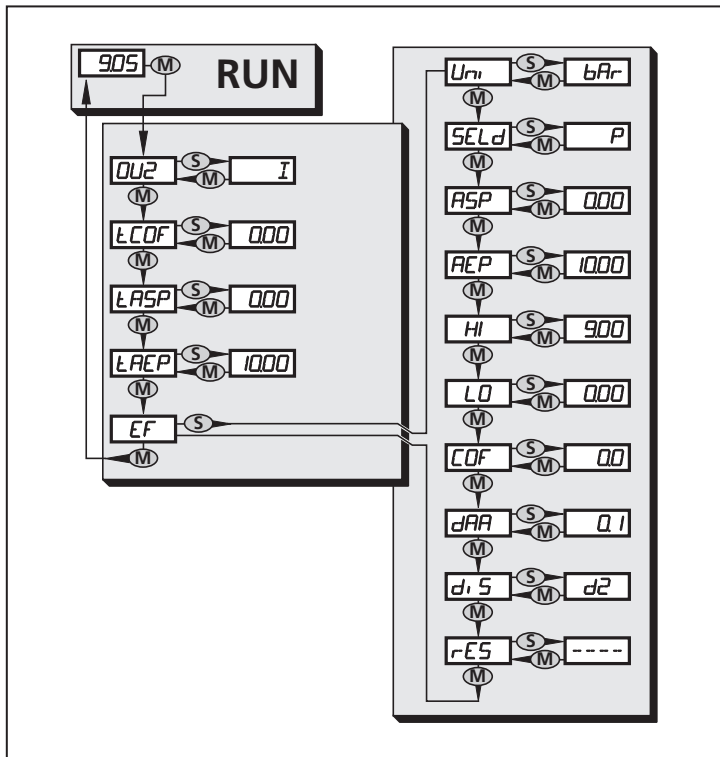 9.05 M RUN
OU2 S M I
M
tCOF S M 0.00
M
tASP S M 0.00
M
tAEP S M 10.00
M
EF S
M
Uni S M bAr
M
SELd S M P
M
ASP S M 0.00
M
AEP S M 10.00
M
HI S M 9.00
M
LO S M 0.00
M
COF S M 0.0
M
dAA S M 0.1
M
diS S M d2
M
rES S M ----
M